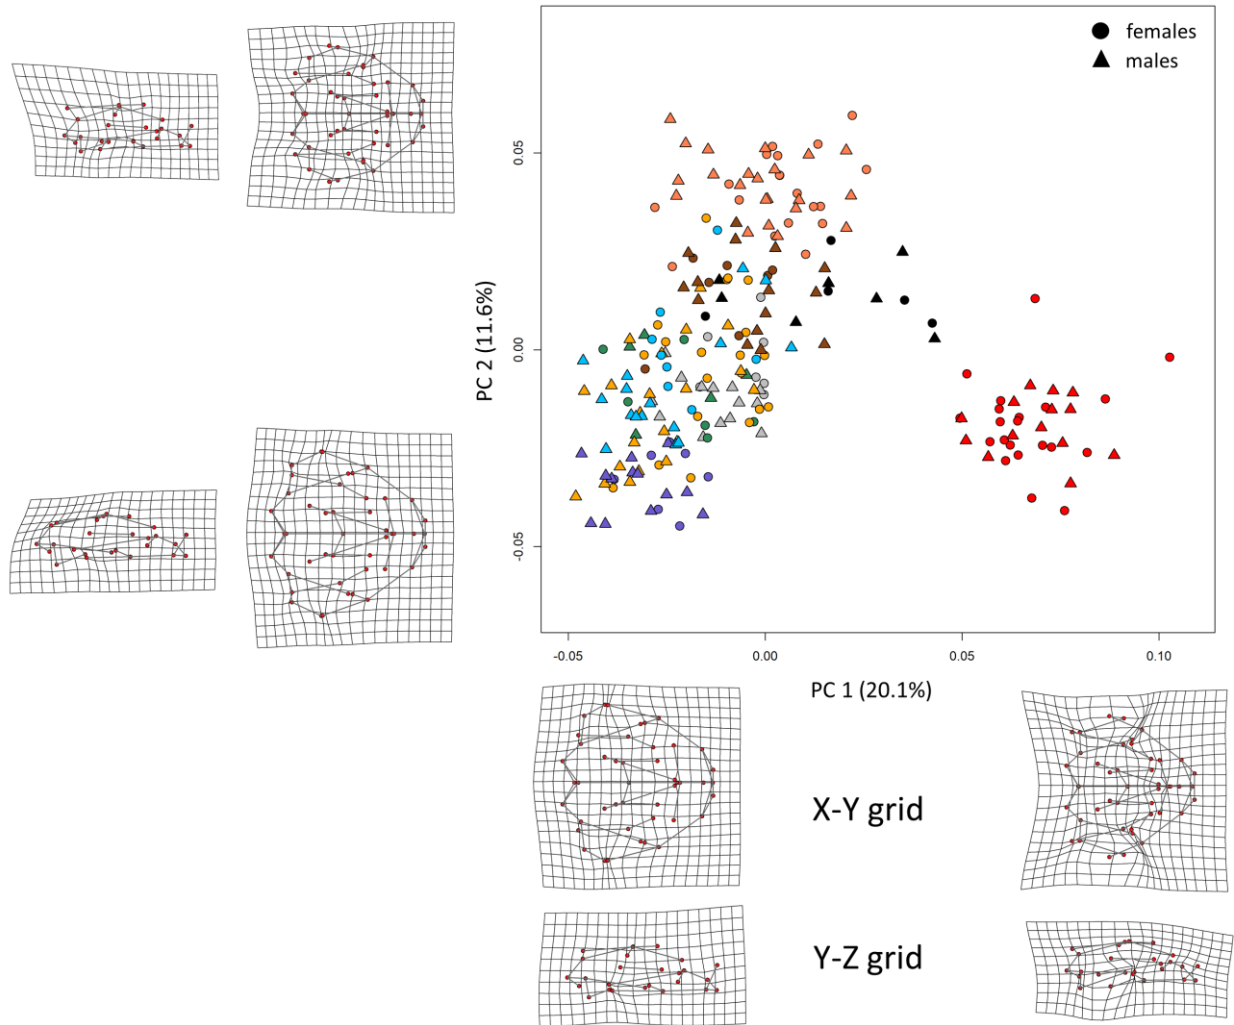 females
males
0.05
0.00
-0.05
PC 2 (11.6%)
-0.05
0.00
0.05
0.10
PC 1 (20.1%)
X-Y grid
Y-Z grid